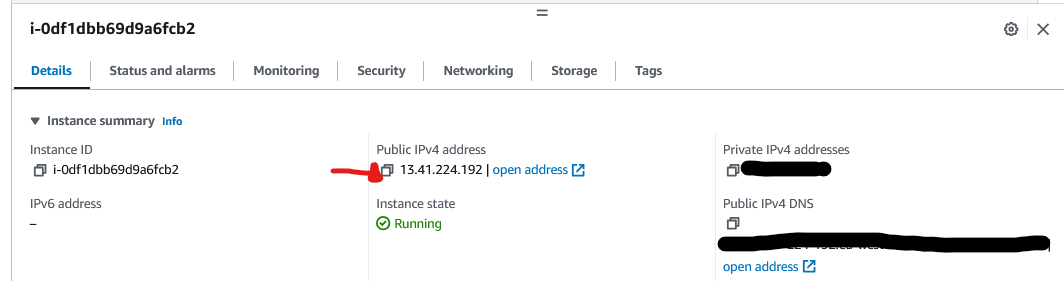 i-0df1dbb69d9a6fcb2
Details
Status and alarms
Monitoring
Security
Networking
Storage
Tags
Instance summary Info
Instance ID
i-0df1dbb69d9a6fcb2
Public IPv4 address
13.41.224.192 | open address
Private IPv4 addresses
IPv6 address
–
Instance state
Running
Public IPv4 DNS
open address